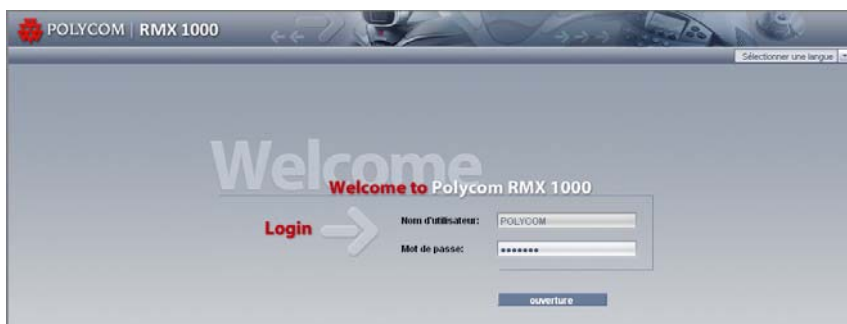 POLYCOM | RMX 1000
Sélectionner une langue
Welcome
Welcome to Polycom RMX 1000
Login
Nom d'utilisateur: POLYCOM
Mot de passe: •••••••
ouverture